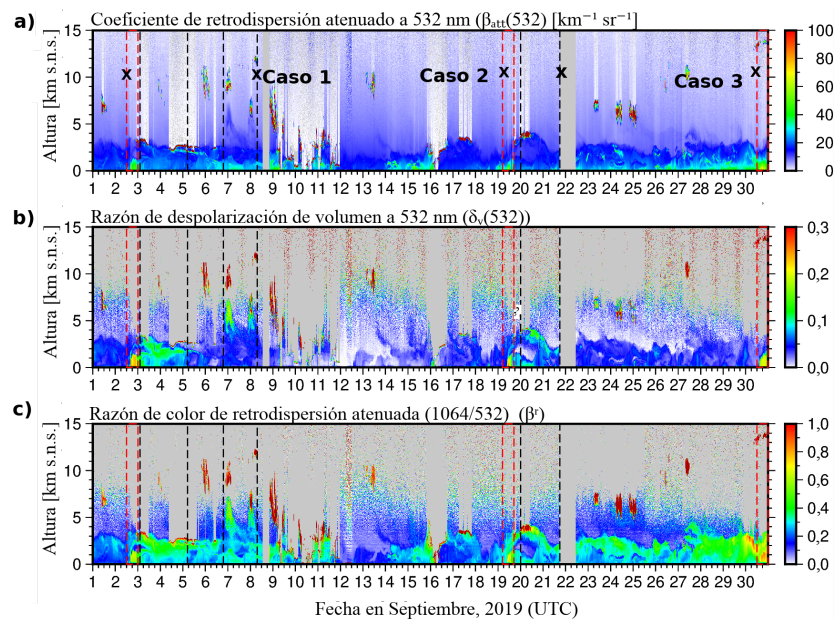 a) Coeficiente de retrodispersión atenuado a 532 nm (βatt(532) [km⁻¹ sr⁻¹]
Altura [km s.n.s.]
15
10
5
0
x x Caso 1 Caso 2 x x Caso 3 x
100
80
60
40
20
0
1 2 3 4 5 6 7 8 9 10 11 12 13 14 15 16 17 18 19 20 21 22 23 24 25 26 27 28 29 30
b) Razón de despolarización de volumen a 532 nm (δv(532))
Altura [km s.n.s.]
15
10
5
0
0,3
0,2
0,1
0,0
1 2 3 4 5 6 7 8 9 10 11 12 13 14 15 16 17 18 19 20 21 22 23 24 25 26 27 28 29 30
c) Razón de color de retrodispersión atenuada (1064/532) (βʳ)
Altura [km s.n.s.]
15
10
5
0
1.0
0,8
0,6
0,4
0,2
0,0
1 2 3 4 5 6 7 8 9 10 11 12 13 14 15 16 17 18 19 20 21 22 23 24 25 26 27 28 29 30
Fecha en Septiembre, 2019 (UTC)